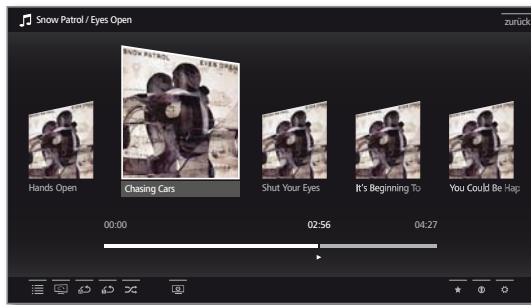 Snow Patrol / Eyes Open
zurück
SNOW PATROL
EYES OPEN
Hands Open
Chasing Cars
Shut Your Eyes
It's Beginning To
You Could Be Hap
00:00
02:56
04:27